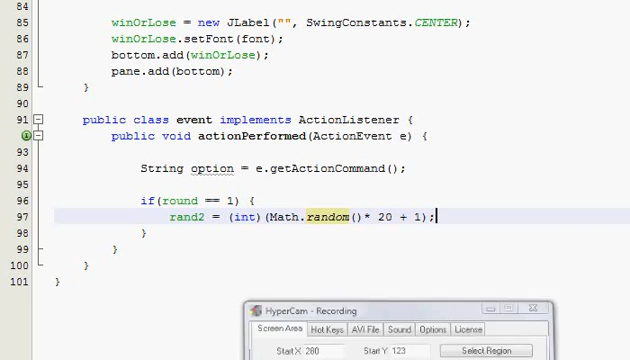 84
85 winOrLose = new JLabel("", SwingConstants.CENTER);
86 winOrLose.setFont(font);
87 bottom.add(winOrLose);
88 pane.add(bottom);
89 }
90
91 public class event implements ActionListener {
public void actionPerformed(ActionEvent e) {
93
94 String option = e.getActionCommand();
95
96 if(round == 1) {
97 rand2 = (int)(Math.random()* 20 + 1);
98 }
99 }
100 }
101 }
HyperCam - Recording
Screen Area Hot Keys AVI File Sound Options License
Start X 280 Start Y 123 Select Region